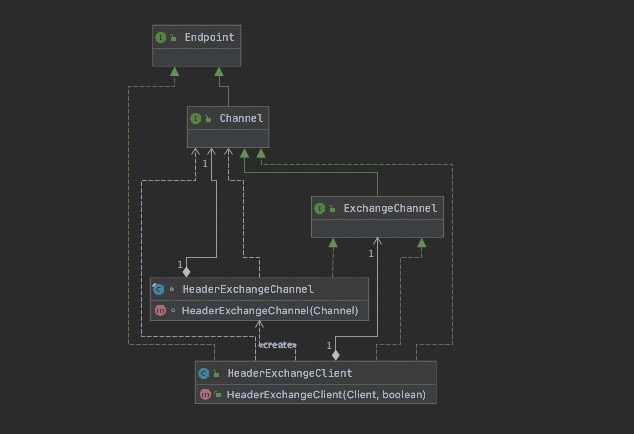 Endpoint
Channel
1
ExchangeChannel
1
1
HeaderExchangeChannel
HeaderExchangeChannel(Channel)
1
«create»
HeaderExchangeClient
HeaderExchangeClient(Client, boolean)